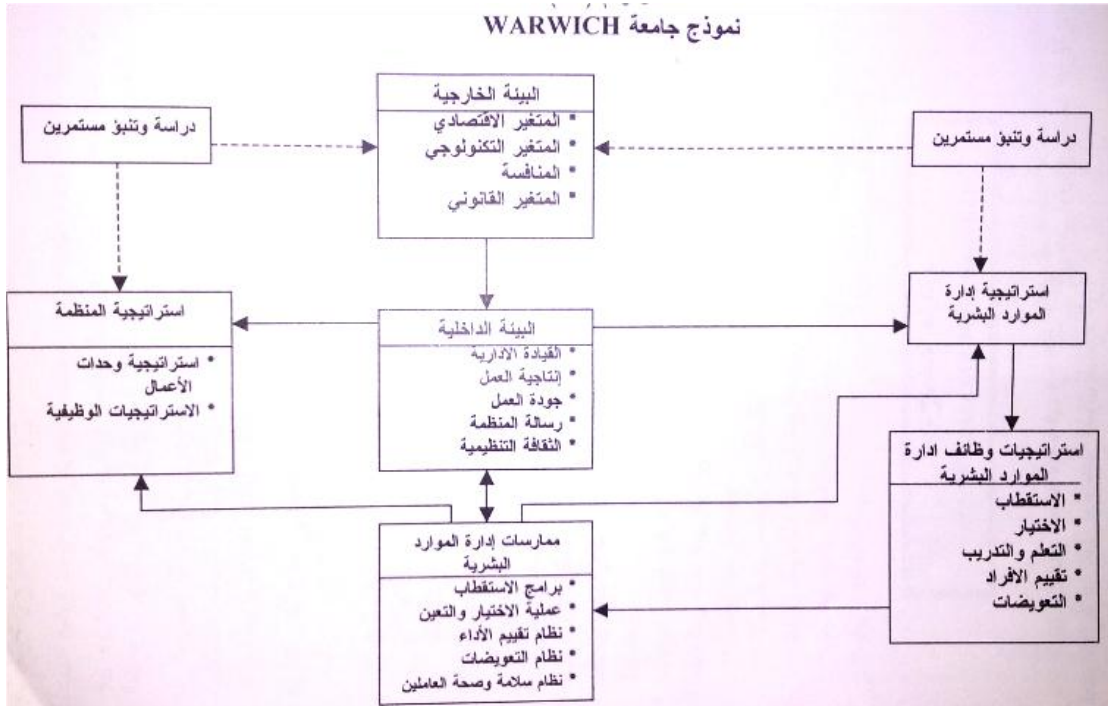 نموذج جامعة WARWICH
البيئة الخارجية
• المتغير الاقتصادي
• المتغير التكنولوجي
• المنافسة
• المتغير القانوني
دراسة وتنبؤ مستمرين
دراسة وتنبؤ مستمرين
استراتيجية إدارة
الموارد البشرية
البيئة الداخلية
• القيادة الادارية
• إنتاجية العمل
• جودة العمل
• رسالة المنظمة
• الثقافة التنظيمية
استراتيجية المنظمة
• استراتيجية وحدات
الأعمال
• الاستراتيجيات الوظيفية
استراتيجيات وظائف ادارة
الموارد البشرية
• الاستقطاب
• الاختيار
• التعلم والتدريب
• تقييم الافراد
• التعويضات
ممارسات إدارة الموارد
البشرية
• برامج الاستقطاب
• عملية الاختيار والتعين
• نظام تقييم الأداء
• نظام التعويضات
• نظام سلامة وصحة العاملين